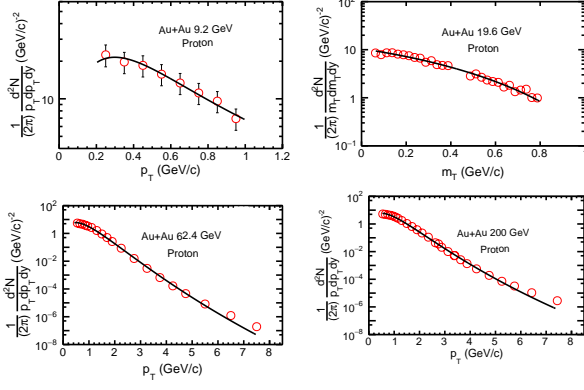 Au+Au 9.2 GeV
Proton
1/(2π) d²N/p_T dp_T dy (GeV/c)⁻²
10
0 0.2 0.4 0.6 0.8 1 1.2
p_T (GeV/c)
Au+Au 19.6 GeV
Proton
1/(2π) d²N/m_T dm_T dy (GeV/c)⁻²
10²
10
1
10⁻¹
0 0.2 0.4 0.6 0.8
m_T (GeV/c)
Au+Au 62.4 GeV
Proton
1/(2π) d²N/p_T dp_T dy (GeV/c)⁻²
10²
10⁰
10⁻²
10⁻⁴
10⁻⁶
10⁻⁸
0 1 2 3 4 5 6 7 8
p_T (GeV/c)
Au+Au 200 GeV
Proton
1/(2π) d²N/p_T dp_T dy (GeV/c)⁻²
10²
10⁰
10⁻²
10⁻⁴
10⁻⁶
10⁻⁸
0 1 2 3 4 5 6 7 8
p_T (GeV/c)